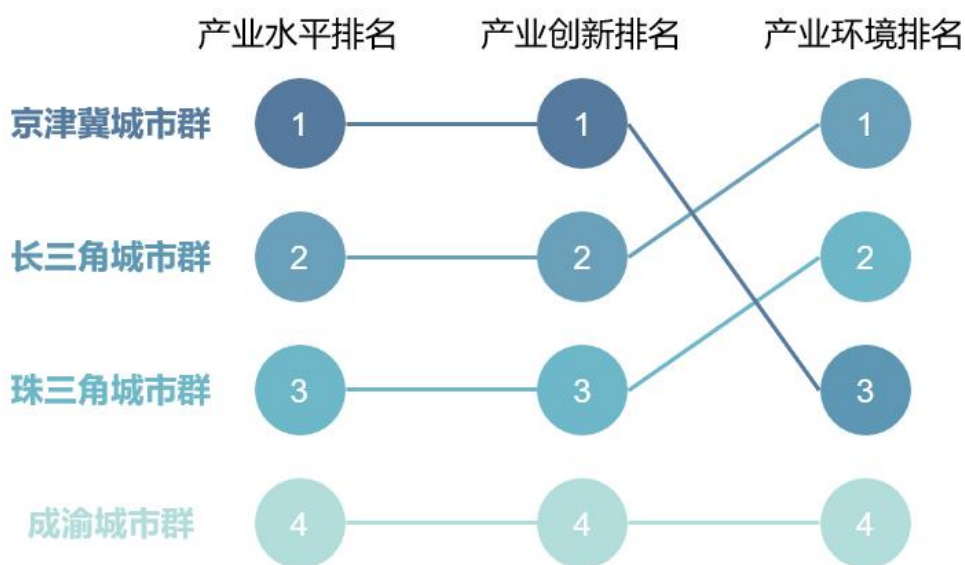 产业水平排名 产业创新排名 产业环境排名
京津冀城市群 1 1 1
长三角城市群 2 2 2
珠三角城市群 3 3 3
成渝城市群 4 4 4